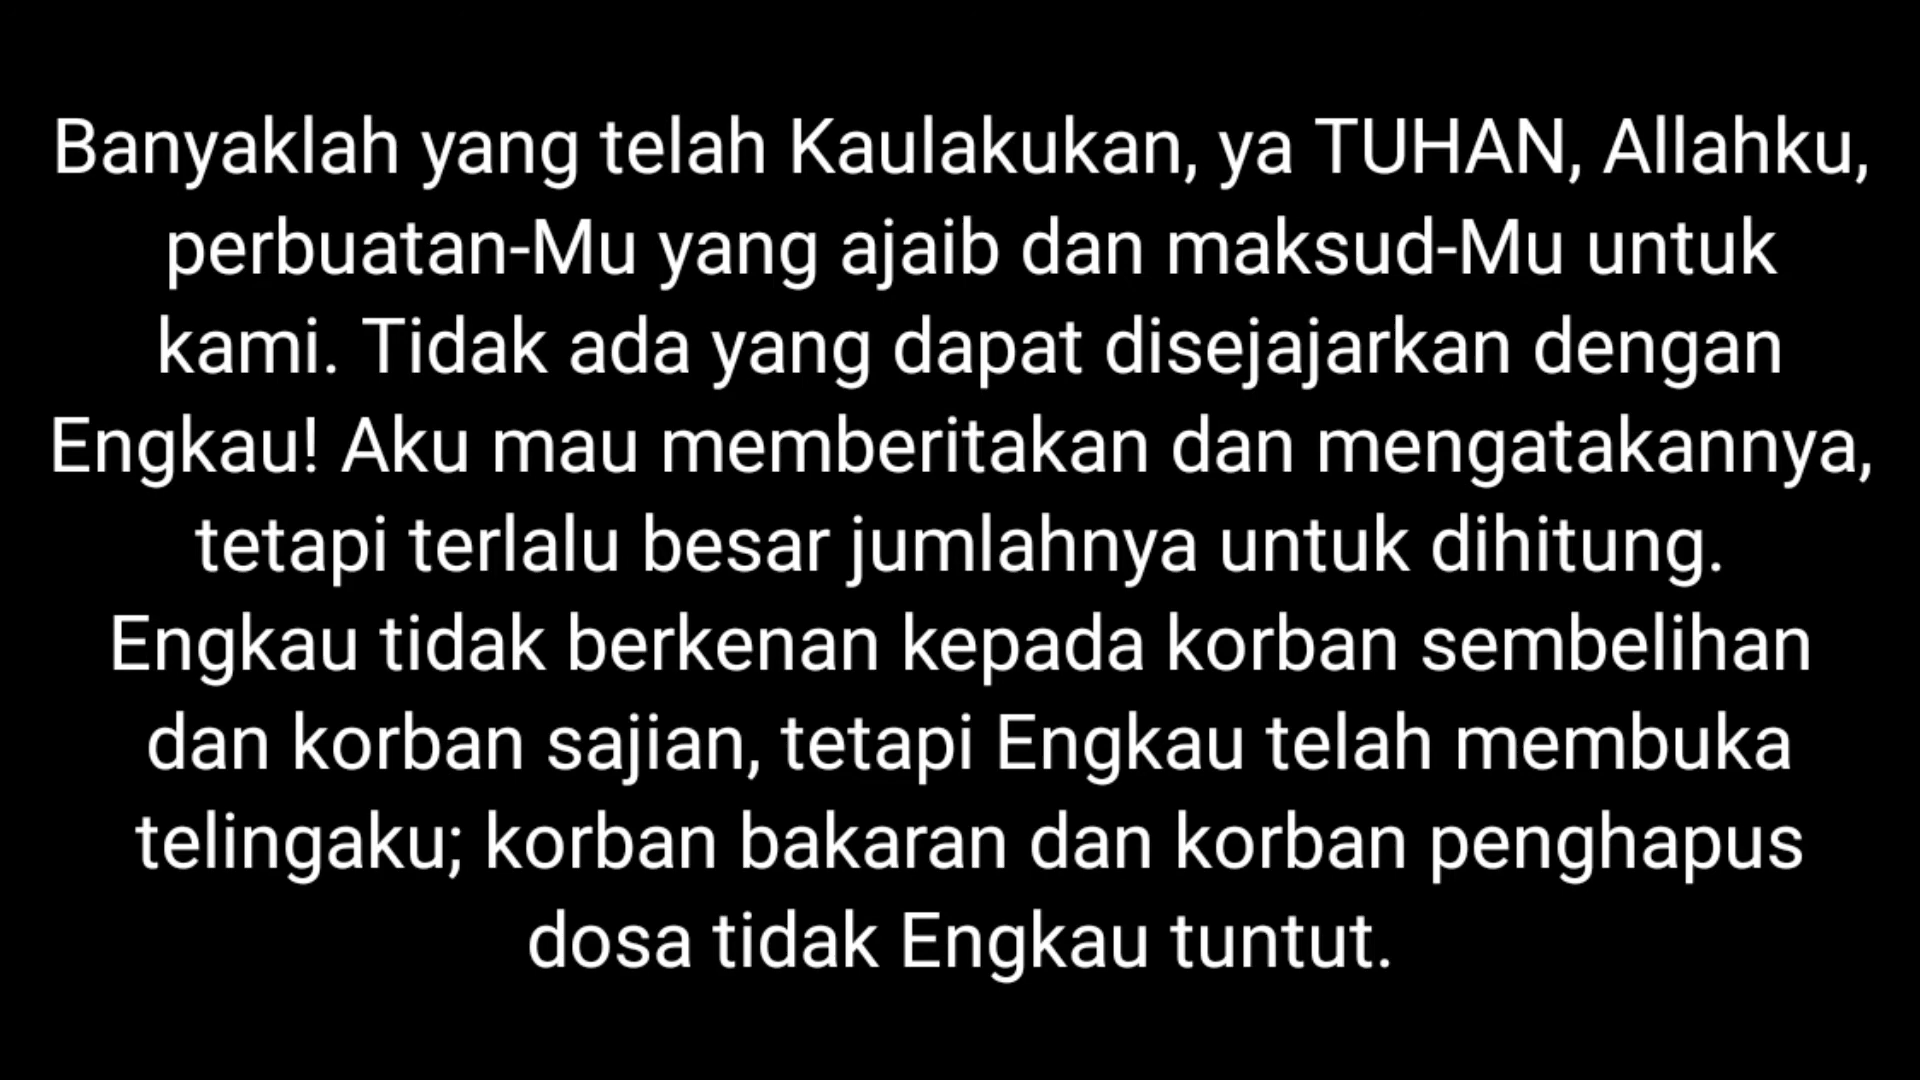 Banyaklah yang telah Kaulakukan, ya TUHAN, Allahku,
perbuatan-Mu yang ajaib dan maksud-Mu untuk
kami. Tidak ada yang dapat disejajarkan dengan
Engkau! Aku mau memberitakan dan mengatakannya,
tetapi terlalu besar jumlahnya untuk dihitung.
Engkau tidak berkenan kepada korban sembelihan
dan korban sajian, tetapi Engkau telah membuka
telingaku; korban bakaran dan korban penghapus
dosa tidak Engkau tuntut.